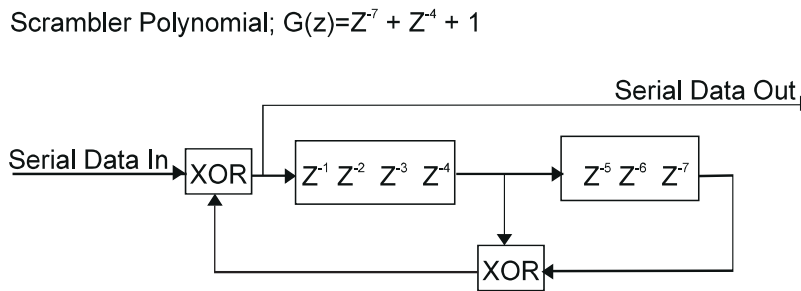 Scrambler Polynomial; G(z)=Z⁻⁷ + Z⁻⁴ + 1
Serial Data Out
Serial Data In
XOR
Z⁻¹ Z⁻² Z⁻³ Z⁻⁴
Z⁻⁵ Z⁻⁶ Z⁻⁷
XOR